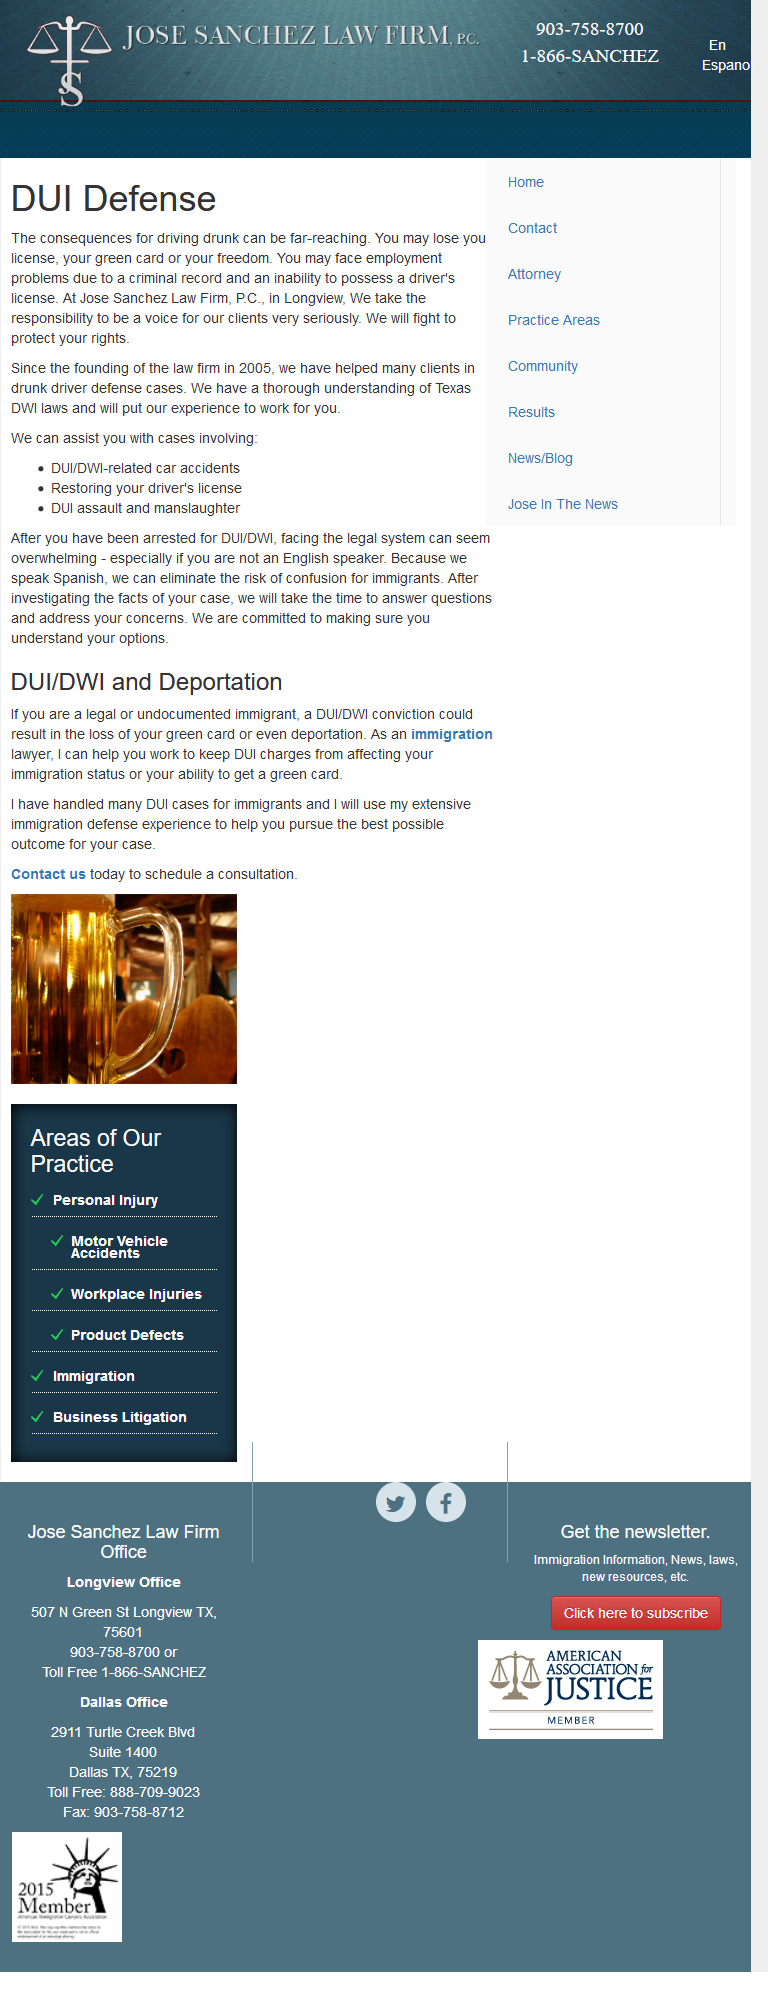 JOSE SANCHEZ LAW FIRM, P.C.
903-758-8700
1-866-SANCHEZ
En
Espano
JS
Home
Contact
Attorney
Practice Areas
Community
Results
News/Blog
Jose In The News
DUI Defense
The consequences for driving drunk can be far-reaching. You may lose you
license, your green card or your freedom. You may face employment
problems due to a criminal record and an inability to possess a driver's
license. At Jose Sanchez Law Firm, P.C., in Longview, We take the
responsibility to be a voice for our clients very seriously. We will fight to
protect your rights.
Since the founding of the law firm in 2005, we have helped many clients in
drunk driver defense cases. We have a thorough understanding of Texas
DWI laws and will put our experience to work for you.
We can assist you with cases involving:
DUI/DWI-related car accidents
Restoring your driver's license
DUI assault and manslaughter
After you have been arrested for DUI/DWI, facing the legal system can seem
overwhelming - especially if you are not an English speaker. Because we
speak Spanish, we can eliminate the risk of confusion for immigrants. After
investigating the facts of your case, we will take the time to answer questions
and address your concerns. We are committed to making sure you
understand your options.
DUI/DWI and Deportation
If you are a legal or undocumented immigrant, a DUI/DWI conviction could
result in the loss of your green card or even deportation. As an immigration
lawyer, I can help you work to keep DUI charges from affecting your
immigration status or your ability to get a green card.
I have handled many DUI cases for immigrants and I will use my extensive
immigration defense experience to help you pursue the best possible
outcome for your case.
Contact us today to schedule a consultation.
Areas of Our
Practice
Personal Injury
Motor Vehicle
Accidents
Workplace Injuries
Product Defects
Immigration
Business Litigation
Jose Sanchez Law Firm
Office
Longview Office
507 N Green St Longview TX,
75601
903-758-8700 or
Toll Free 1-866-SANCHEZ
Dallas Office
2911 Turtle Creek Blvd
Suite 1400
Dallas TX, 75219
Toll Free: 888-709-9023
Fax: 903-758-8712
2015
Member
American Immigration Lawyers Association
Get the newsletter.
Immigration Information, News, laws,
new resources, etc.
Click here to subscribe
AMERICAN
ASSOCIATION for
JUSTICE
MEMBER